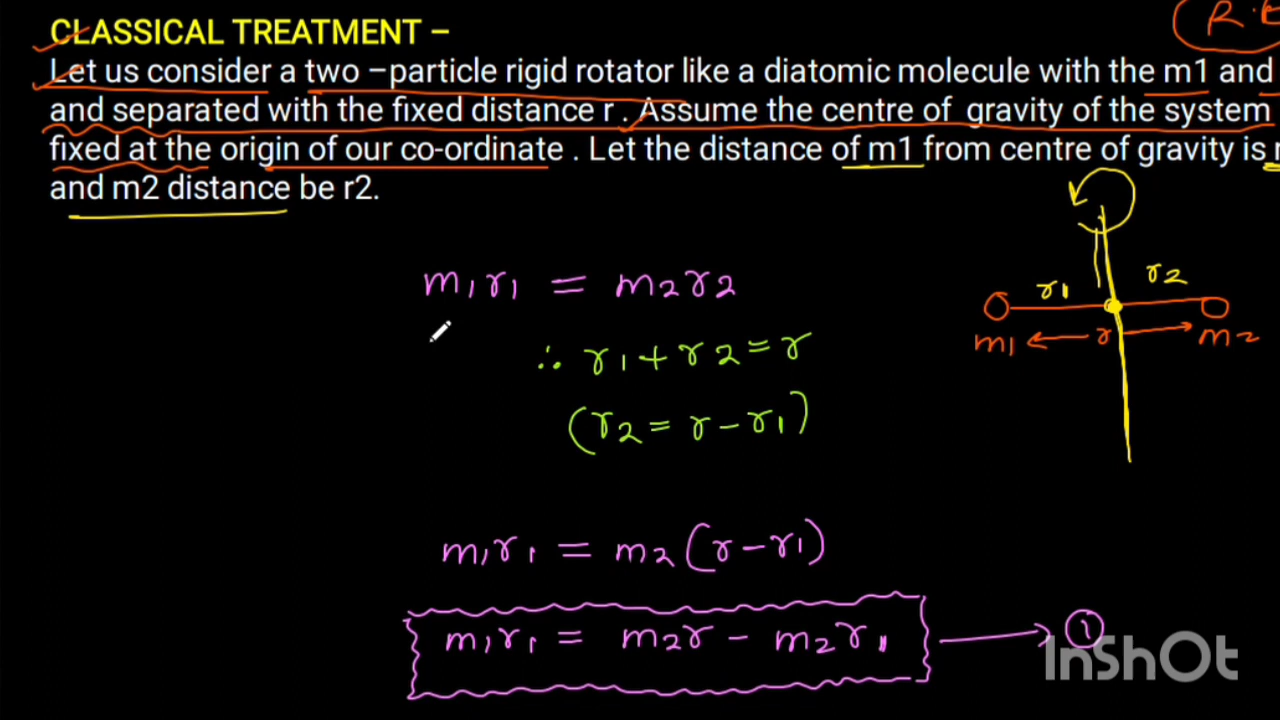 R.E
CLASSICAL TREATMENT –
Let us consider a two –particle rigid rotator like a diatomic molecule with the m1 and
and separated with the fixed distance r . Assume the centre of gravity of the system
fixed at the origin of our co-ordinate . Let the distance of m1 from centre of gravity is
and m2 distance be r2.
m1r1 = m2r2
r1 r2
m1 r m2
∴ r1 + r2 = r
(r2 = r – r1)
m1r1 = m2(r – r1)
m1r1 = m2r – m2r1 ①
InShOt